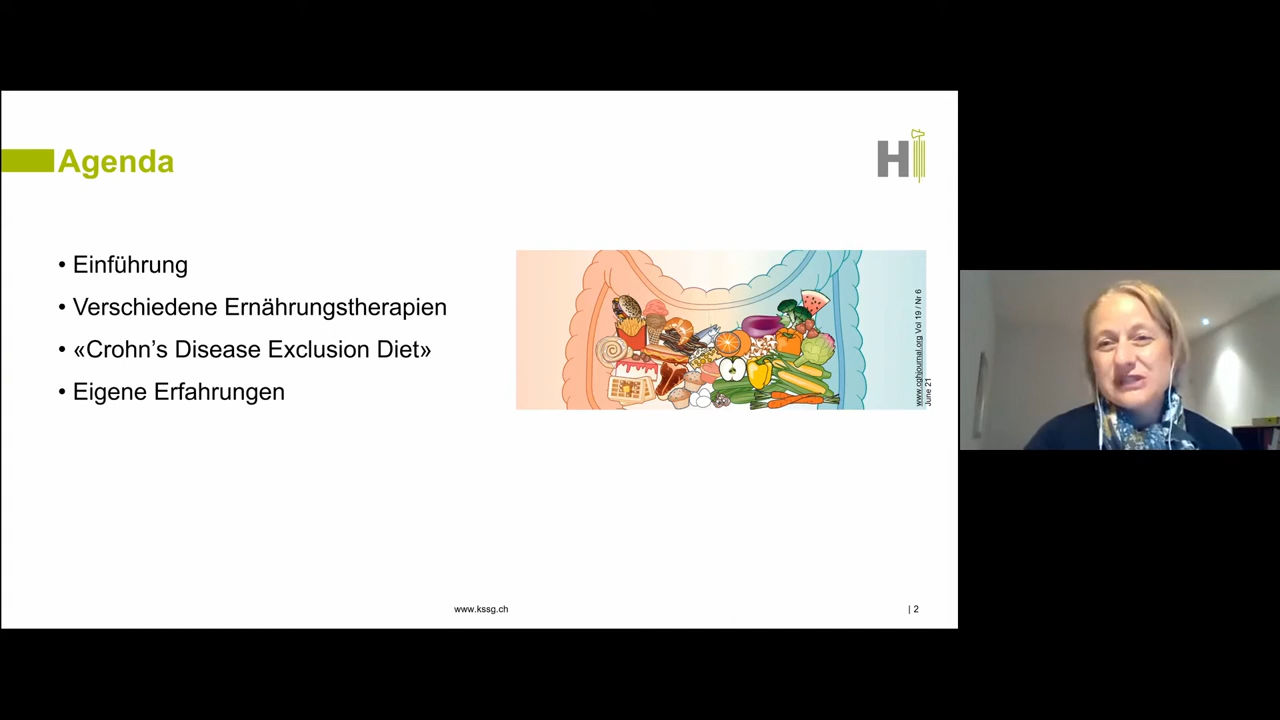 Agenda
H
• Einführung
• Verschiedene Ernährungstherapien
• «Crohn’s Disease Exclusion Diet»
• Eigene Erfahrungen
www.cghjournal.org Vol 19 / Nr 6
June 21
www.kssg.ch
| 2